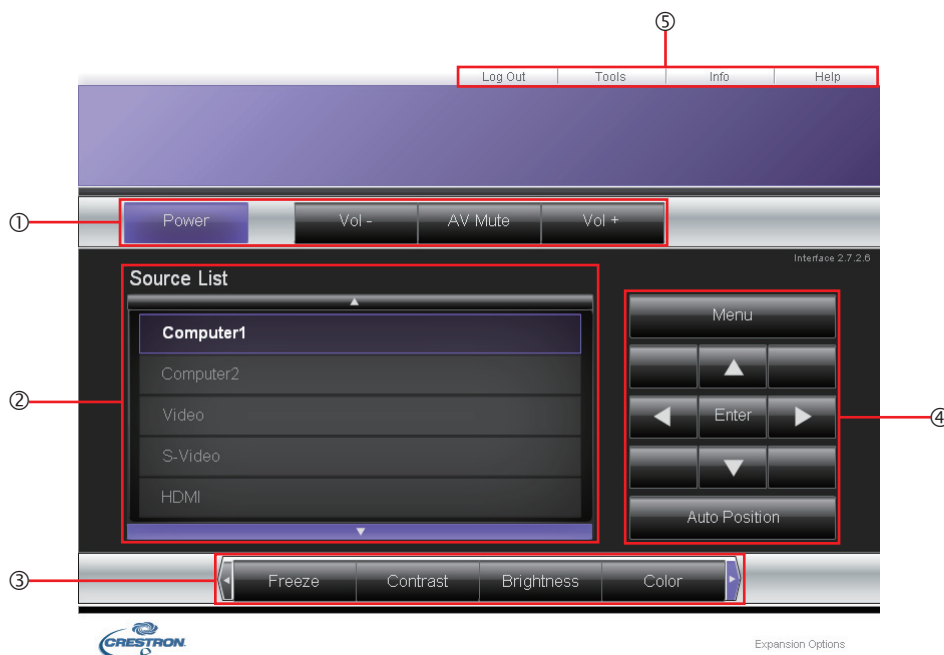 ⑤
Log Out Tools Info Help
① Power Vol - AV Mute Vol +
Interface 2.7.2.6
Source List
Menu
Computer1
Computer2
② Video Enter ④
S-Video
HDMI
Auto Position
③ Freeze Contrast Brightness Color
CRESTRON
Expansion Options